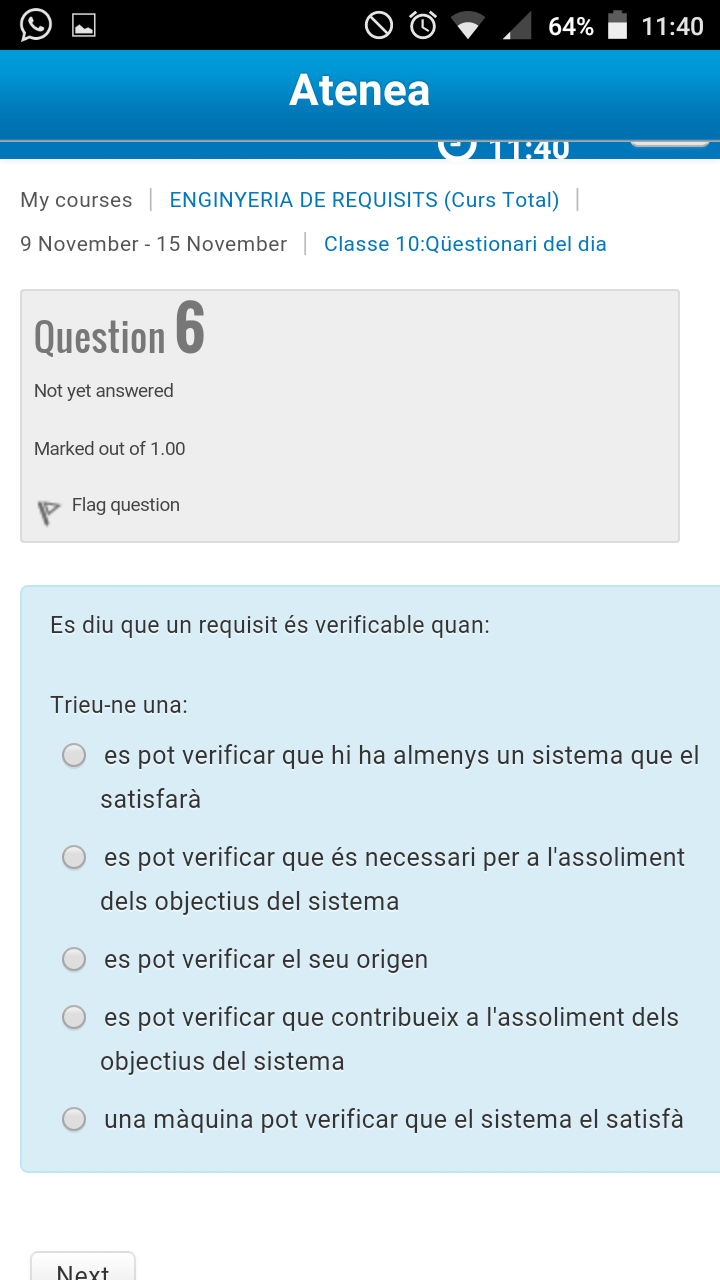 64% 11:40
Atenea
11:40
My courses | ENGINYERIA DE REQUISITS (Curs Total) |
9 November - 15 November | Classe 10:Qüestionari del dia
Question 6
Not yet answered
Marked out of 1.00
Flag question
Es diu que un requisit és verificable quan:
Trieu-ne una:
es pot verificar que hi ha almenys un sistema que el
satisfarà
es pot verificar que és necessari per a l'assoliment
dels objectius del sistema
es pot verificar el seu origen
es pot verificar que contribueix a l'assoliment dels
objectius del sistema
una màquina pot verificar que el sistema el satisfà
Next